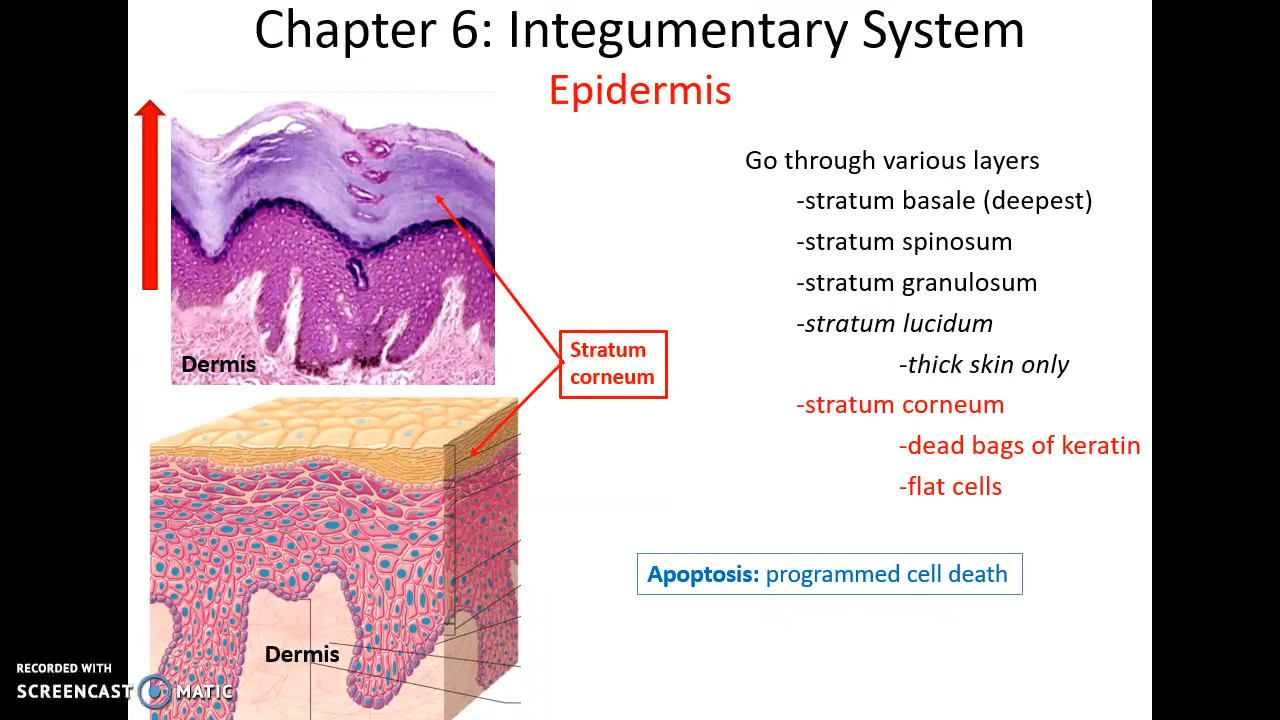 Chapter 6: Integumentary System
Epidermis
Go through various layers
-stratum basale (deepest)
-stratum spinosum
-stratum granulosum
-stratum lucidum
-thick skin only
-stratum corneum
-dead bags of keratin
-flat cells
Stratum
corneum
Dermis
Apoptosis: programmed cell death
Dermis
RECORDED WITH
SCREENCAST MATIC